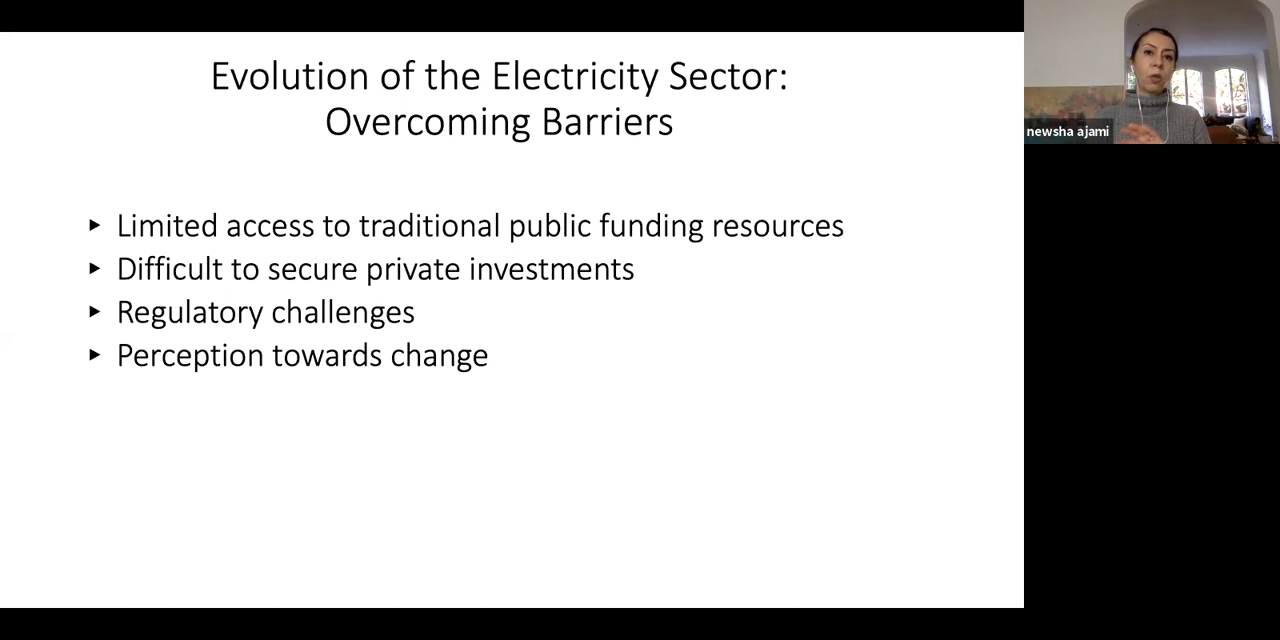 Evolution of the Electricity Sector:
Overcoming Barriers
Limited access to traditional public funding resources
Difficult to secure private investments
Regulatory challenges
Perception towards change
newsha ajami